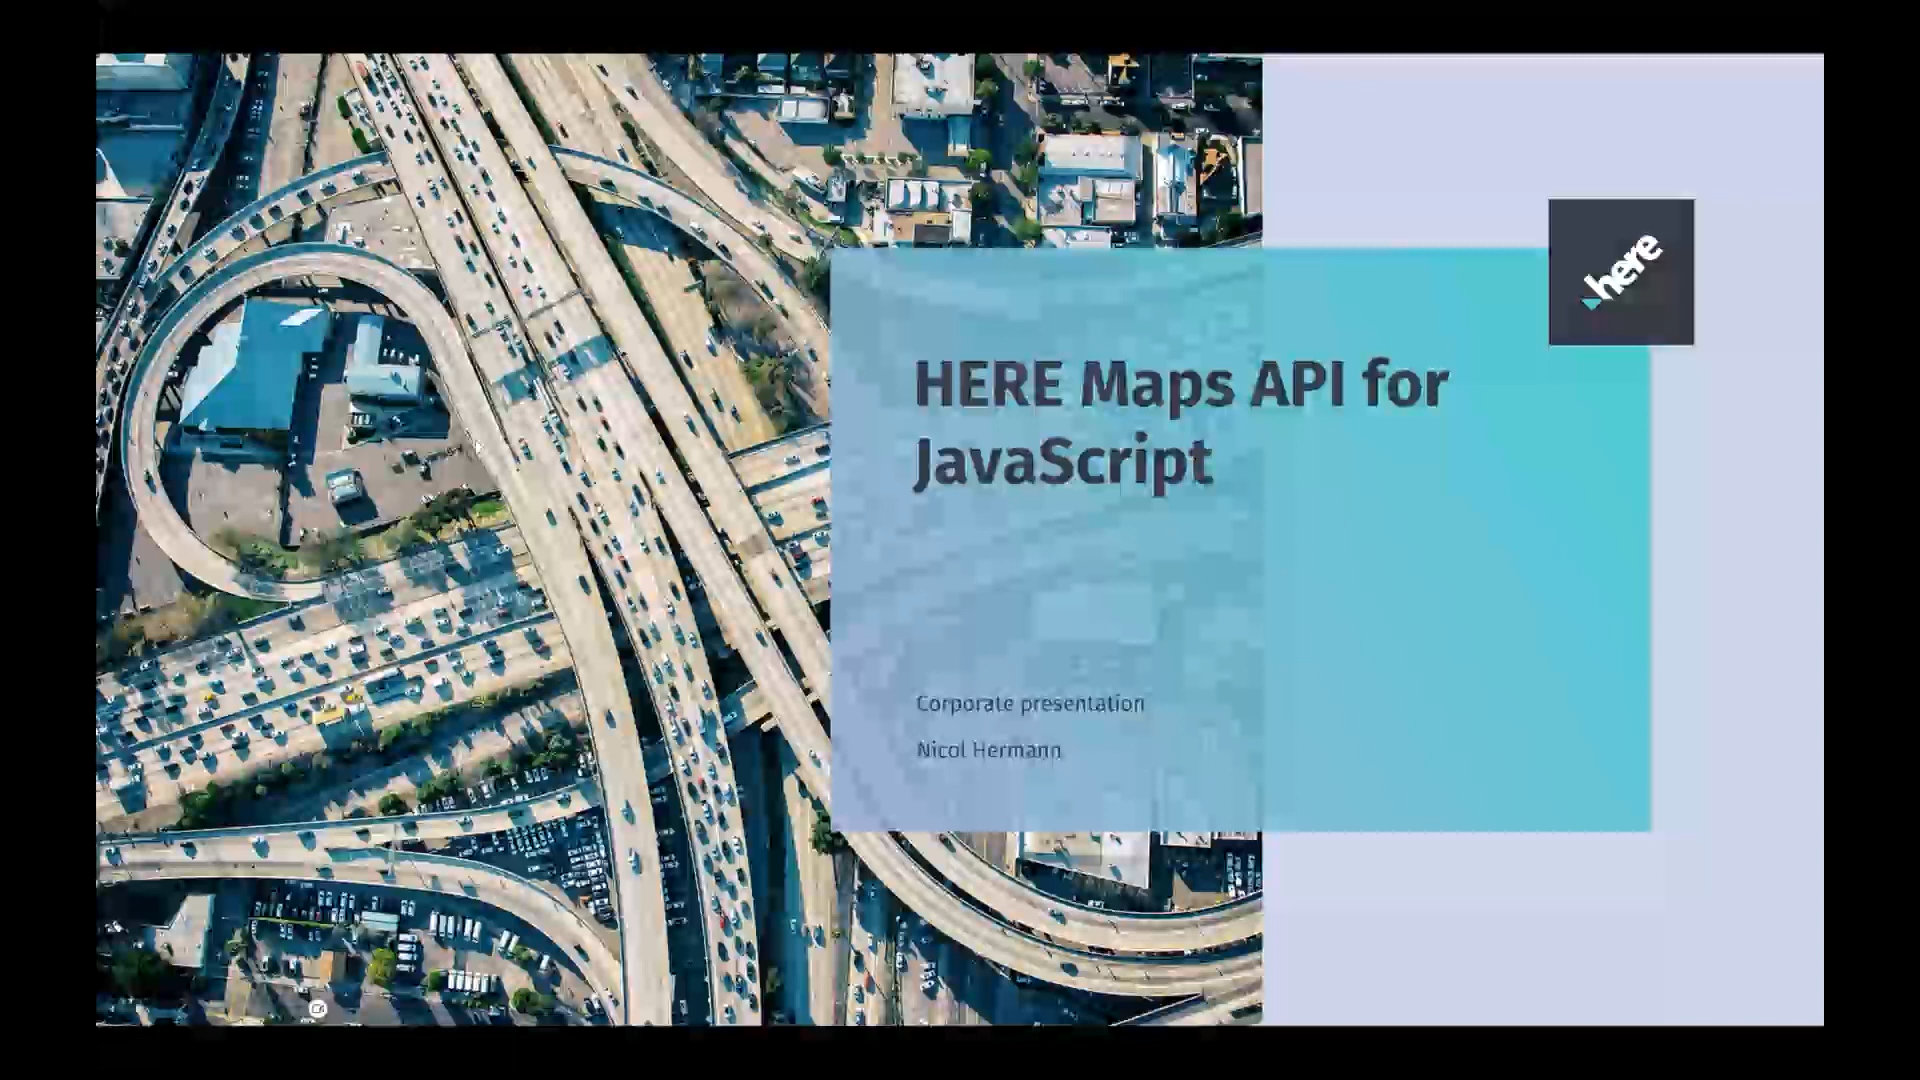 here
HERE Maps API for
JavaScript
Corporate presentation
Nicol Hermann